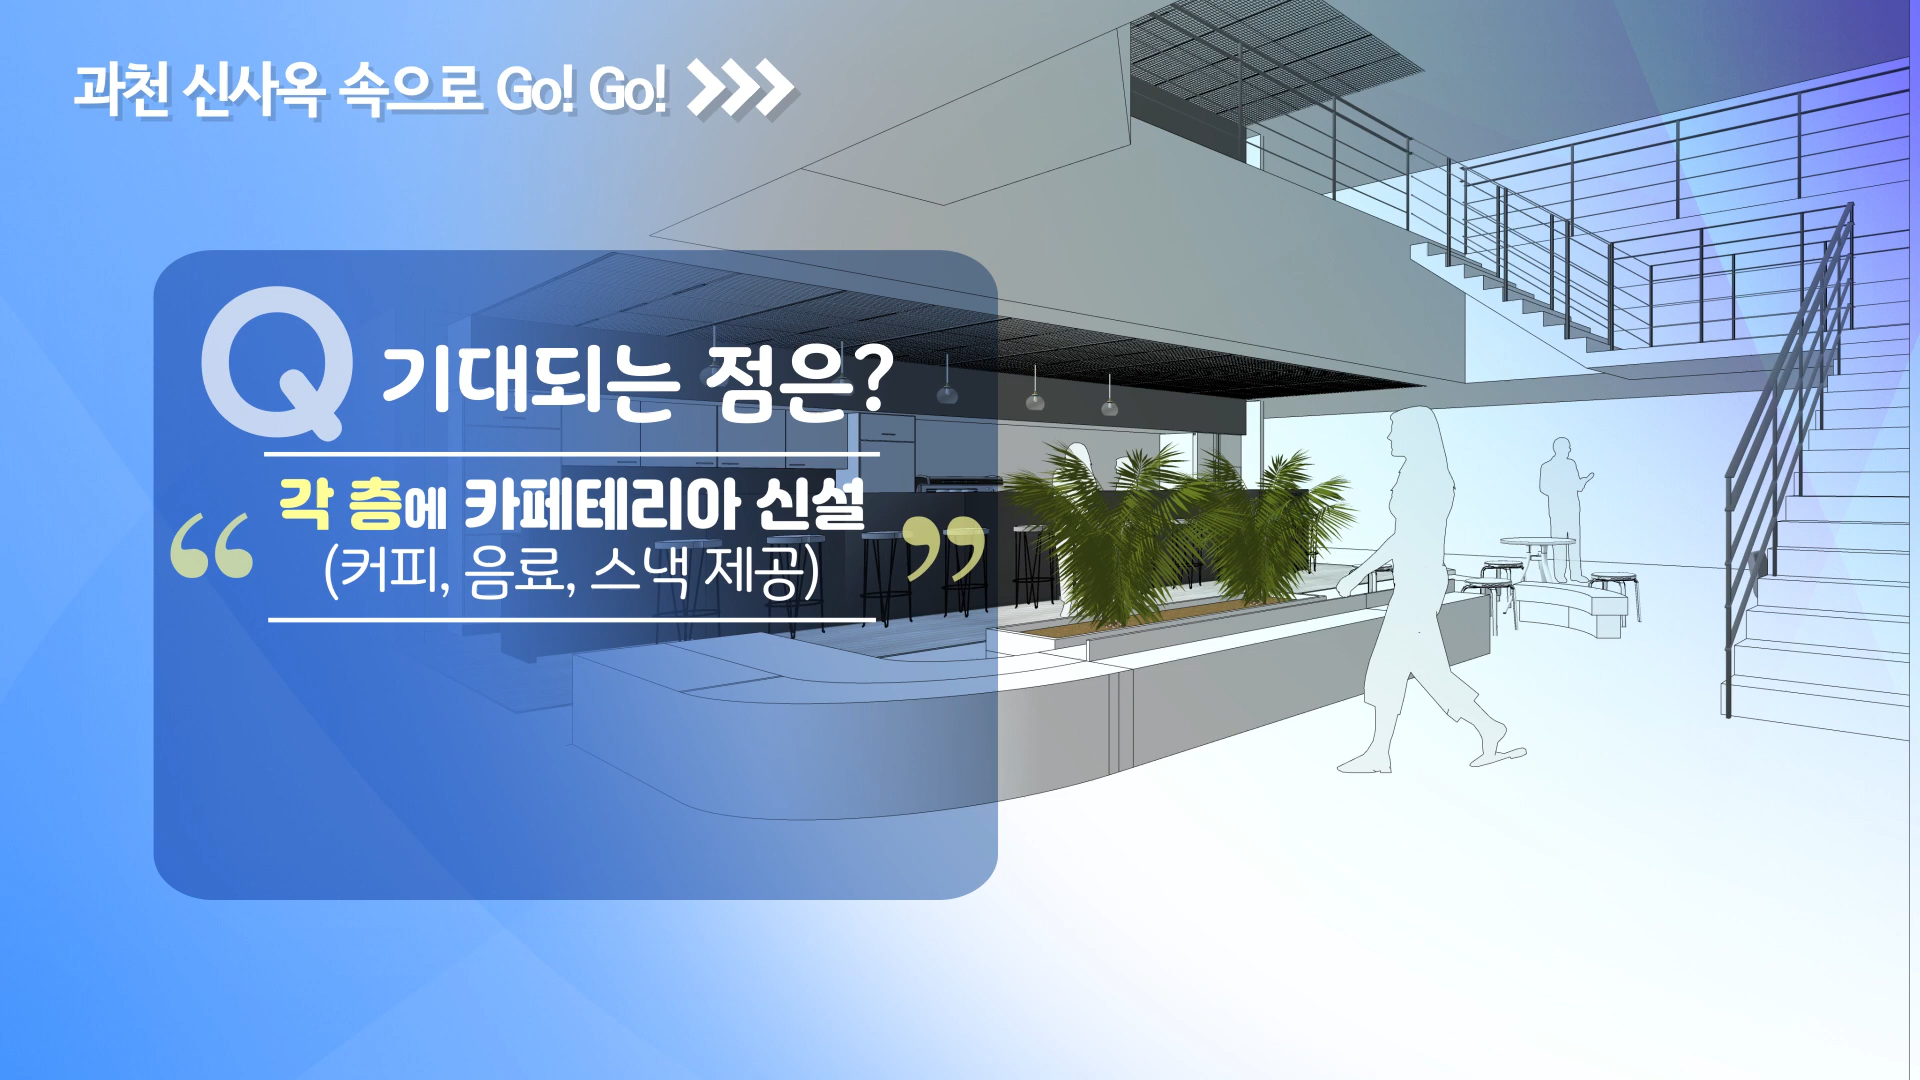 과천 신사옥 속으로 Go! Go!
Q 기대되는 점은?
“각 층에 카페테리아 신설
(커피, 음료, 스낵 제공)”